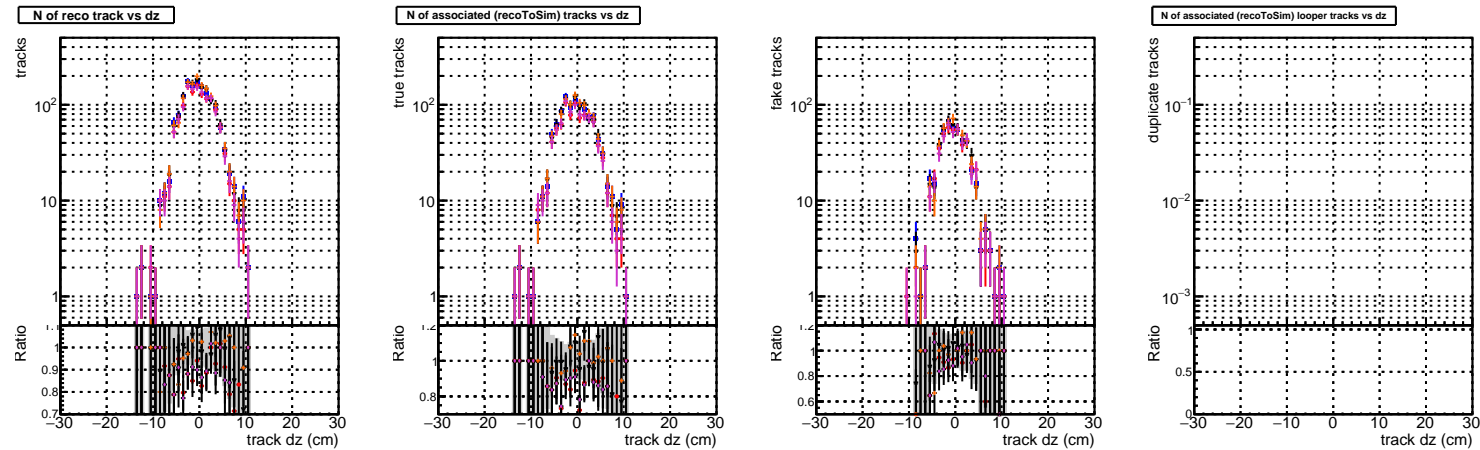 N of reco track vs dz
tracks
10²
10
1
Ratio
1.1
1
0.9
0.8
0.7
−30 −20 −10 0 10 20 30
track dz (cm)
N of associated (recoToSim) tracks vs dz
true tracks
10²
10
1
Ratio
1.2
1
0.8
−30 −20 −10 0 10 20 30
track dz (cm)
fake tracks
10²
10
1
Ratio
1.2
1
0.8
0.6
−30 −20 −10 0 10 20 30
track dz (cm)
N of associated (recoToSim) looper tracks vs dz
duplicate tracks
10⁻¹
10⁻²
10⁻³
Ratio
1
0.5
0
−30 −20 −10 0 10 20 30
track dz (cm)